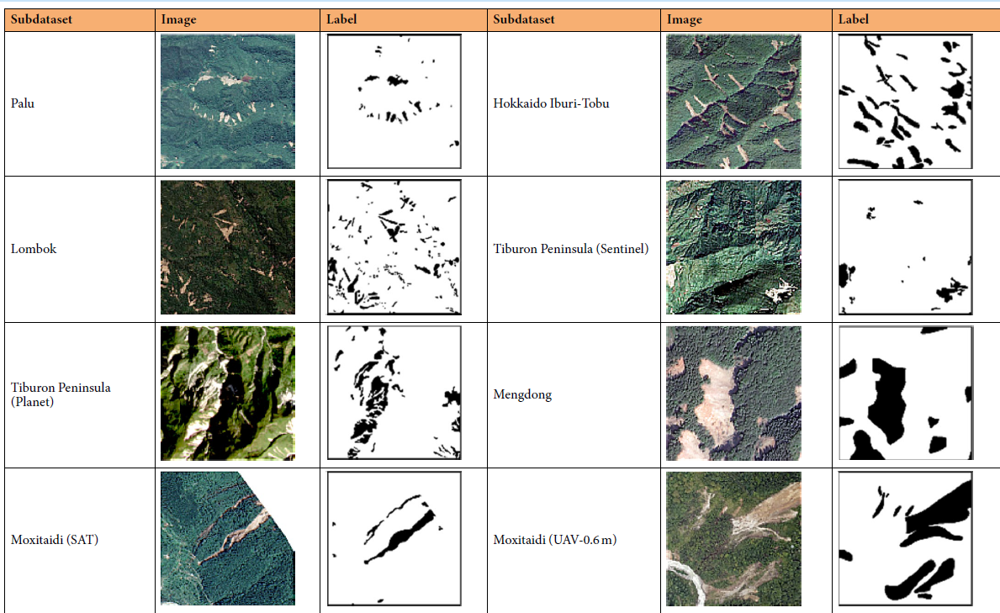 Subdataset Image Label Subdataset Image Label
Palu Hokkaido Iburi-Tobu
Lombok Tiburon Peninsula (Sentinel)
Tiburon Peninsula
(Planet)
Mengdong
Moxitaidi (SAT) Moxitaidi (UAV-0.6 m)